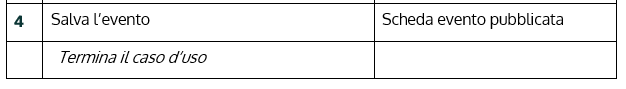 4 Salva l’evento Scheda evento pubblicata
Termina il caso d’uso